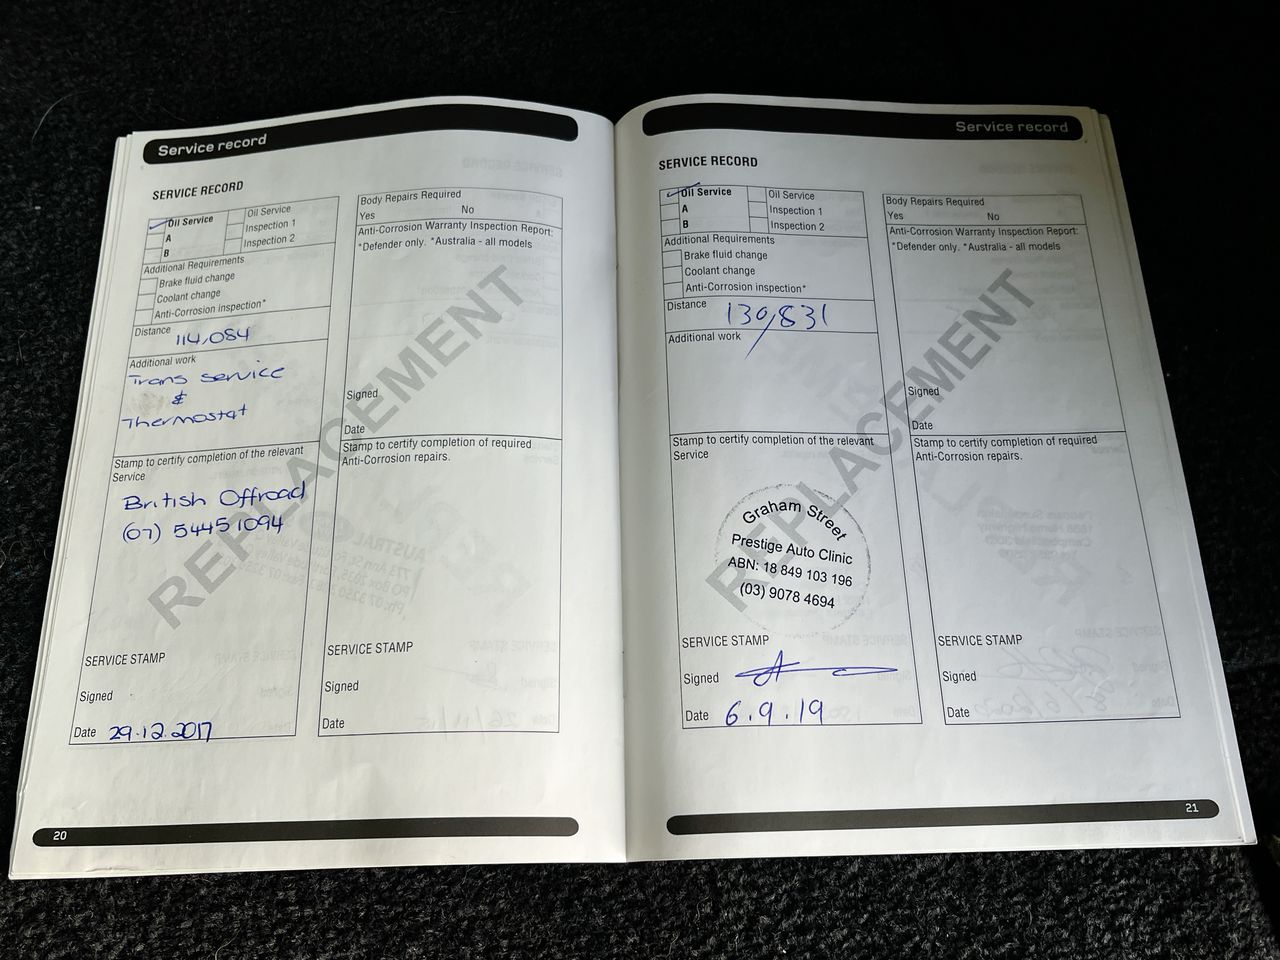 Service record
SERVICE RECORD
Oil Service
A
B
Oil Service
Inspection 1
Inspection 2
Additional Requirements
Brake fluid change
Coolant change
Anti-Corrosion inspection*
Distance
114,084
Additional work
Trans service
&
Thermostat
Stamp to certify completion of the relevant
Service
British Offroad
(07) 54451094
SERVICE STAMP
Signed
Date 29.12.2017
Body Repairs Required
Yes No
Anti-Corrosion Warranty Inspection Report:
*Defender only. *Australia - all models
Signed
Date
Stamp to certify completion of required
Anti-Corrosion repairs.
SERVICE STAMP
Signed
Date
REPLACEMENT
20
Service record
SERVICE RECORD
Oil Service
A
B
Oil Service
Inspection 1
Inspection 2
Additional Requirements
Brake fluid change
Coolant change
Anti-Corrosion inspection*
Distance
130,831
Additional work
Stamp to certify completion of the relevant
Service
Graham Street
Prestige Auto Clinic
ABN: 18 849 103 196
(03) 9078 4694
SERVICE STAMP
Signed
Date 6.9.19
Body Repairs Required
Yes No
Anti-Corrosion Warranty Inspection Report:
*Defender only. *Australia - all models
Signed
Date
Stamp to certify completion of required
Anti-Corrosion repairs.
SERVICE STAMP
Signed
Date
REPLACEMENT
21